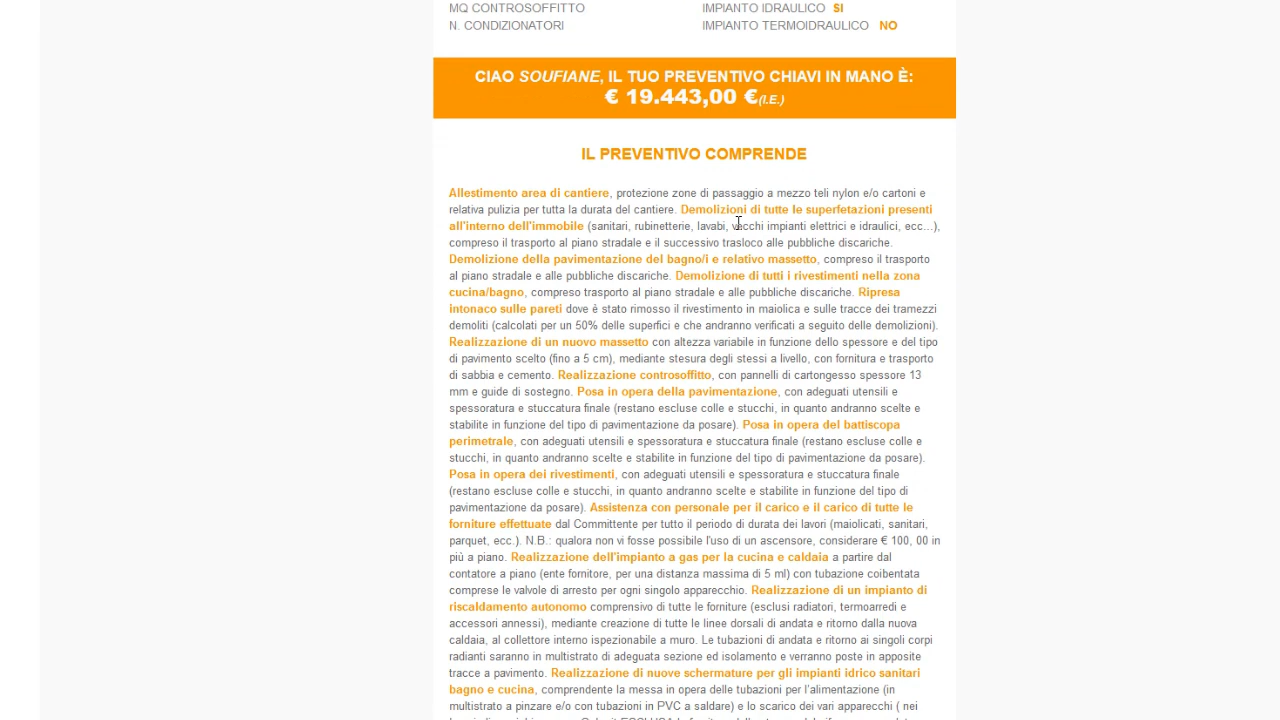 MQ CONTROSOFFITTO IMPIANTO IDRAULICO SI
N. CONDIZIONATORI IMPIANTO TERMOIDRAULICO NO
CIAO SOUFIANE, IL TUO PREVENTIVO CHIAVI IN MANO È:
€ 19.443,00 €(I.E.)
IL PREVENTIVO COMPRENDE
Allestimento area di cantiere, protezione zone di passaggio a mezzo teli nylon e/o cartoni e
relativa pulizia per tutta la durata del cantiere. Demolizioni di tutte le superfetazioni presenti
all'interno dell'immobile (sanitari, rubinetterie, lavabi, vecchi impianti elettrici e idraulici, ecc...),
compreso il trasporto al piano stradale e il successivo trasloco alle pubbliche discariche.
Demolizione della pavimentazione del bagno/i e relativo massetto, compreso il trasporto
al piano stradale e alle pubbliche discariche. Demolizione di tutti i rivestimenti nella zona
cucina/bagno, compreso trasporto al piano stradale e alle pubbliche discariche. Ripresa
intonaco sulle pareti dove è stato rimosso il rivestimento in maiolica e sulle tracce dei tramezzi
demoliti (calcolati per un 50% delle superfici e che andranno verificati a seguito delle demolizioni).
Realizzazione di un nuovo massetto con altezza variabile in funzione dello spessore e del tipo
di pavimento scelto (fino a 5 cm), mediante stesura degli stessi a livello, con fornitura e trasporto
di sabbia e cemento. Realizzazione controsoffitto, con pannelli di cartongesso spessore 13
mm e guide di sostegno. Posa in opera della pavimentazione, con adeguati utensili e
spessoratura e stuccatura finale (restano escluse colle e stucchi, in quanto andranno scelte e
stabilite in funzione del tipo di pavimentazione da posare). Posa in opera del battiscopa
perimetrale, con adeguati utensili e spessoratura e stuccatura finale (restano escluse colle e
stucchi, in quanto andranno scelte e stabilite in funzione del tipo di pavimentazione da posare).
Posa in opera dei rivestimenti, con adeguati utensili e spessoratura e stuccatura finale
(restano escluse colle e stucchi, in quanto andranno scelte e stabilite in funzione del tipo di
pavimentazione da posare). Assistenza con personale per il carico e il carico di tutte le
forniture effettuate dal Committente per tutto il periodo di durata dei lavori (maiolicati, sanitari,
parquet, ecc.). N.B.: qualora non vi fosse possibile l'uso di un ascensore, considerare € 100, 00 in
più a piano. Realizzazione dell'impianto a gas per la cucina e caldaia a partire dal
contatore a piano (ente fornitore, per una distanza massima di 5 ml) con tubazione coibentata
comprese le valvole di arresto per ogni singolo apparecchio. Realizzazione di un impianto di
riscaldamento autonomo comprensivo di tutte le forniture (esclusi radiatori, termoarredi e
accessori annessi), mediante creazione di tutte le linee dorsali di andata e ritorno dalla nuova
caldaia, al collettore interno ispezionabile a muro. Le tubazioni di andata e ritorno ai singoli corpi
radianti saranno in multistrato di adeguata sezione ed isolamento e verranno poste in apposite
tracce a pavimento. Realizzazione di nuove schermature per gli impianti idrico sanitari
bagno e cucina, comprendente la messa in opera delle tubazioni per l'alimentazione (in
multistrato a pinzare e/o con tubazioni in PVC a saldare) e lo scarico dei vari apparecchi ( nei